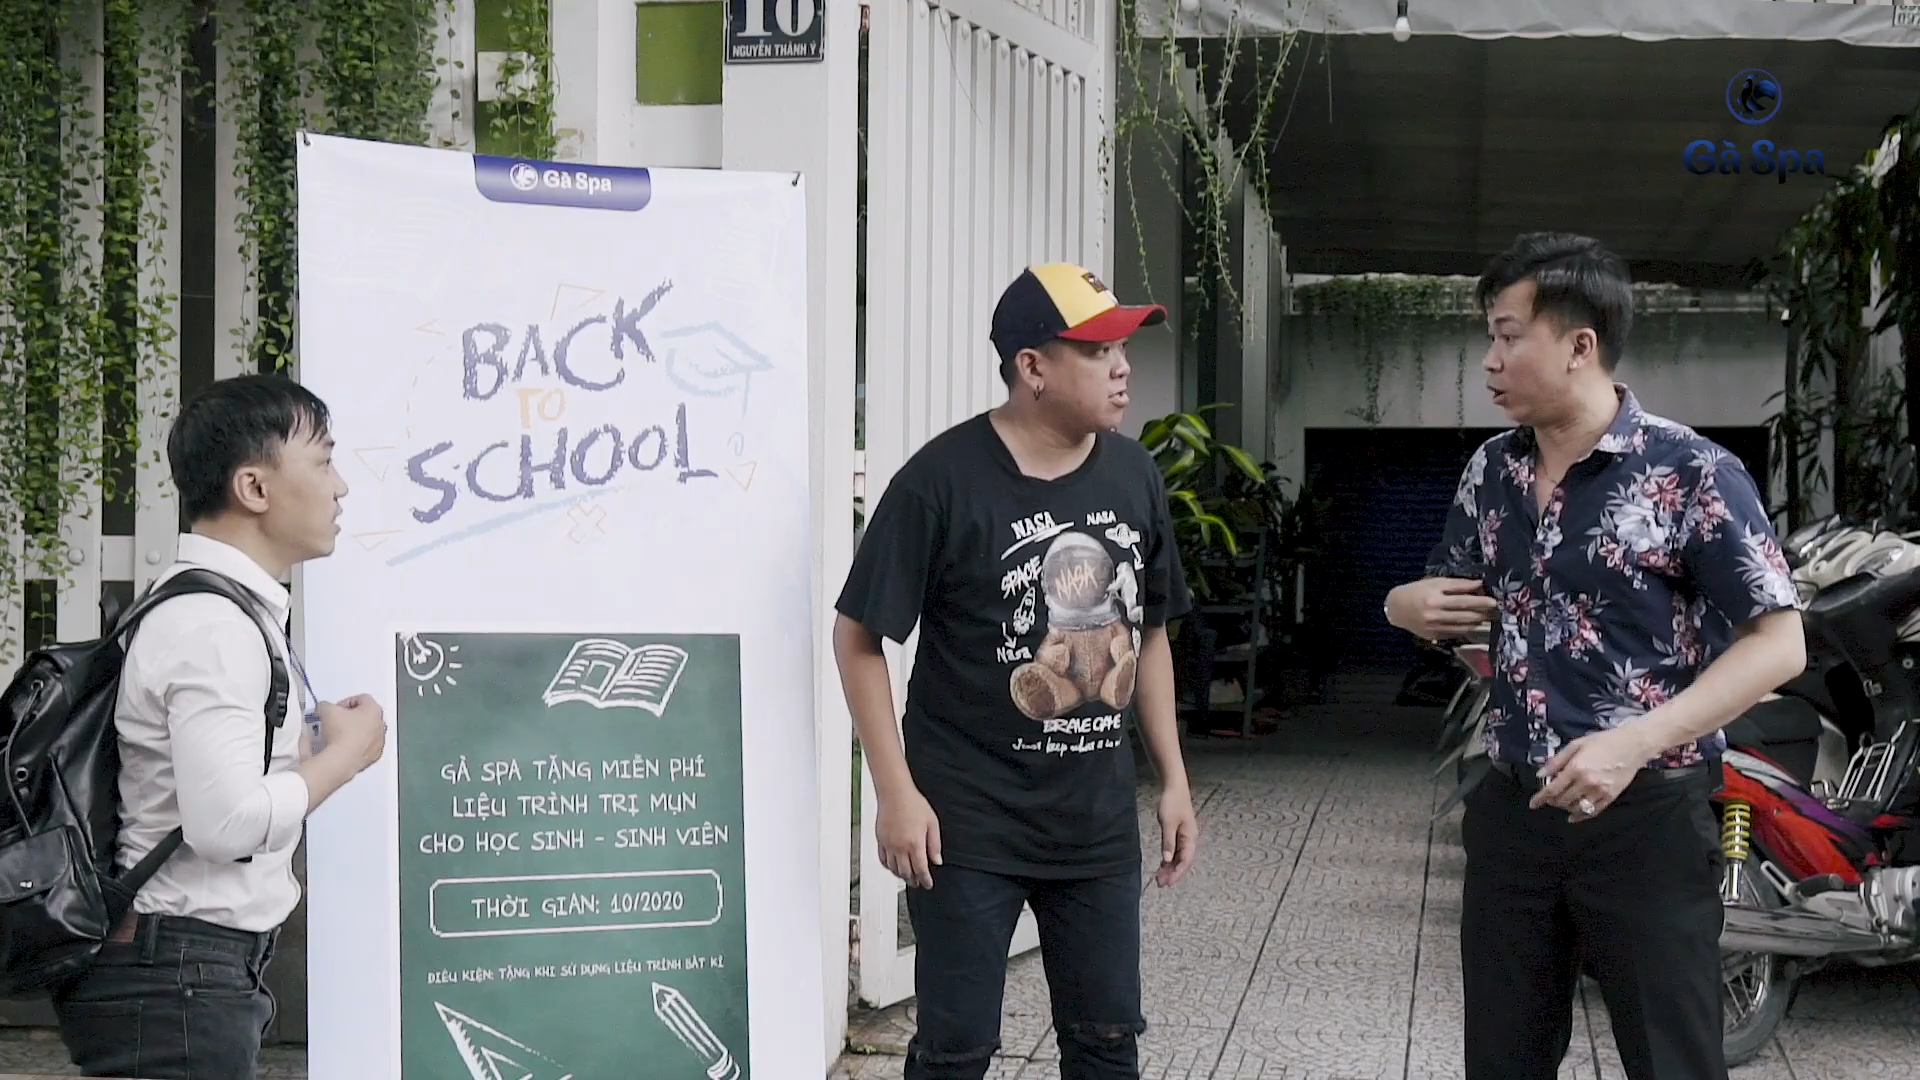 10
NGUYỄN THÀNH Ý
Gà Spa
Gà Spa
BACK
TO
SCHOOL
GÀ SPA TẶNG MIỄN PHÍ
LIỆU TRÌNH TRỊ MỤN
CHO HỌC SINH - SINH VIÊN
THỜI GIAN: 10/2020
ĐIỀU KIỆN: TẶNG KHI SỬ DỤNG LIỆU TRÌNH BẤT KÌ
NASA NASA
SPACE
NASA
Nasa
BRAVE
Just keep